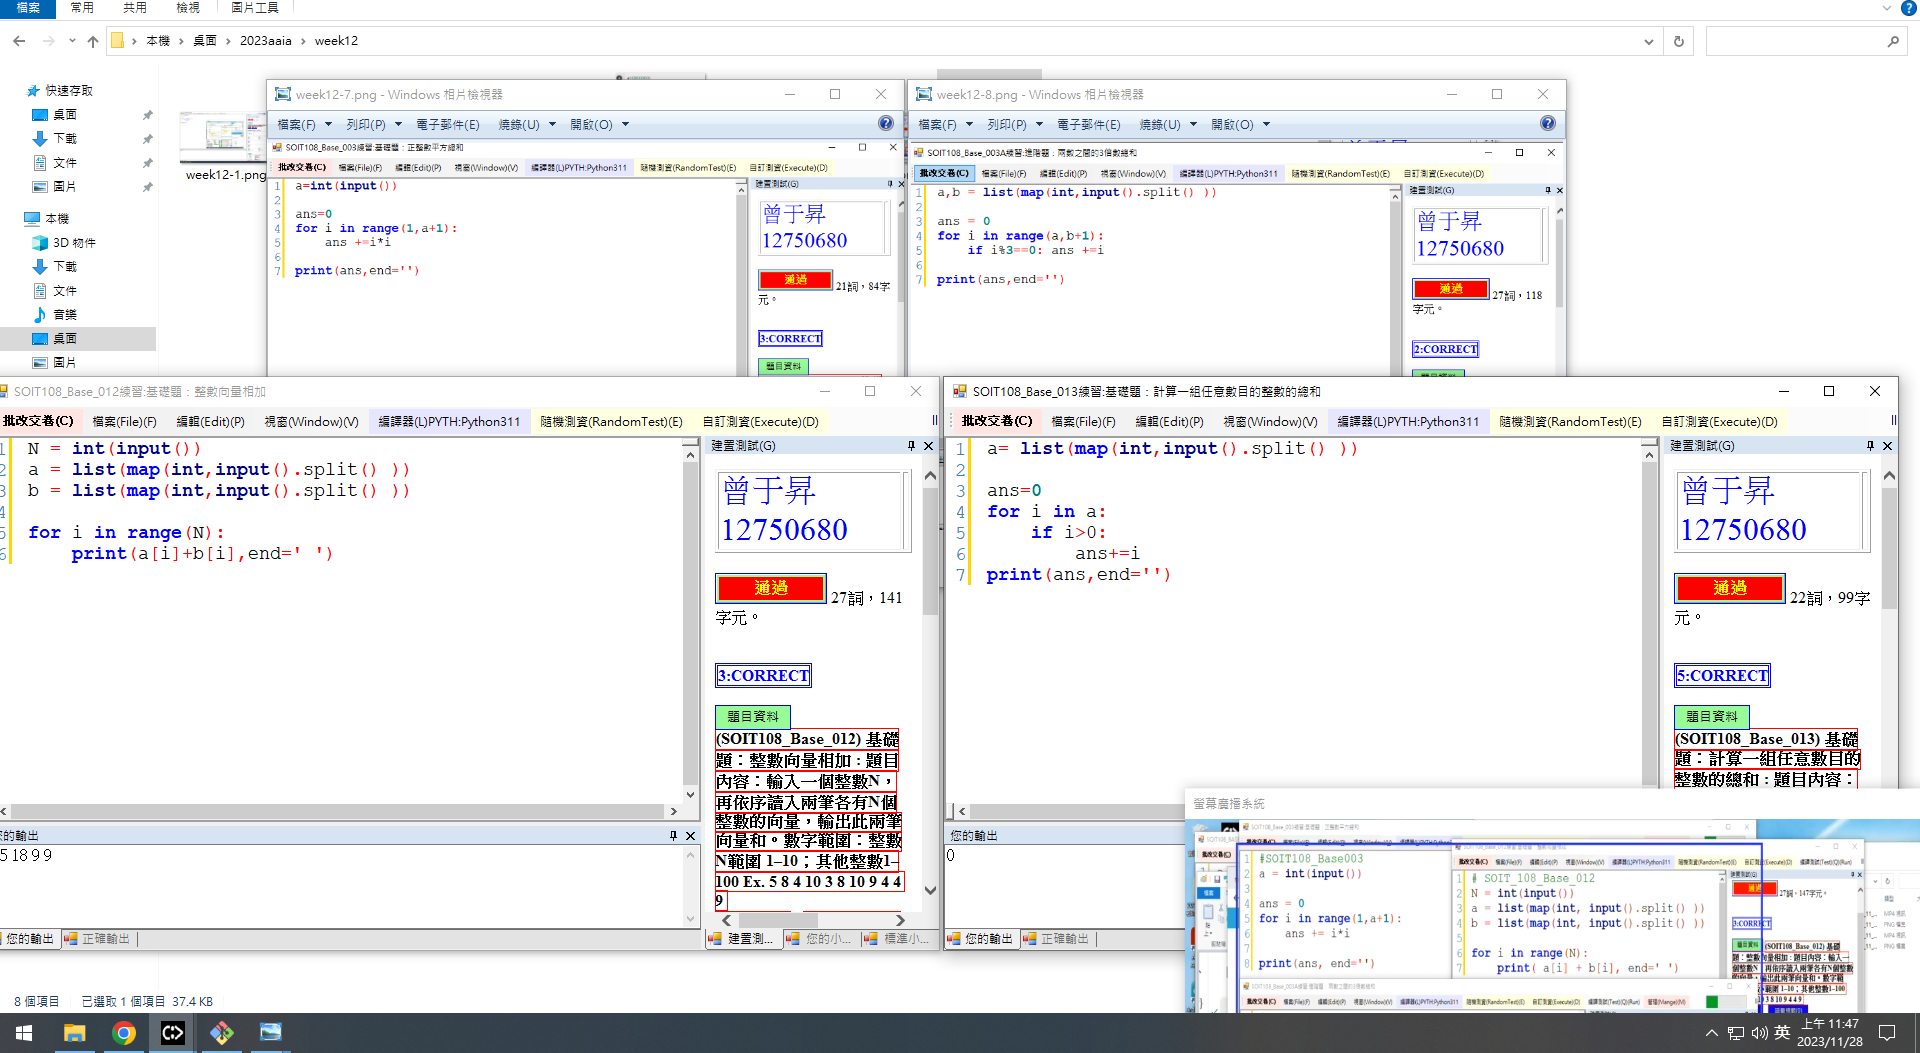 檔案 常用 共用 檢視 圖片工具
本機 › 桌面 › 2023aaia › week12
快速存取
桌面
下載
文件
圖片
本機
3D 物件
下載
文件
音樂
桌面
圖片
week12-1.png
8 個項目 已選取 1 個項目 37.4 KB
week12-7.png - Windows 相片檢視器
檔案(F) 列印(P) 電子郵件(E) 燒錄(U) 開啟(O)
SOIT108_Base_003練習:基礎題：正整數平方總和
批改交卷(C) 檔案(File)(F) 編輯(Edit)(P) 視窗(Window)(V) 編譯器(L)PYTH:Python311 隨機測資(RandomTest)(E) 自訂測資(Execute)(D)
1 a=int(input())
2
3 ans=0
4 for i in range(1,a+1):
5 ans +=i*i
6
7 print(ans,end='')
建置測試(G)
曾于昇
12750680
通過 21詞，84字
元。
3:CORRECT
題目資料
week12-8.png - Windows 相片檢視器
檔案(F) 列印(P) 電子郵件(E) 燒錄(U) 開啟(O)
SOIT108_Base_003A練習:進階題：兩數之間的3倍數總和
批改交卷(C) 檔案(File)(F) 編輯(Edit)(P) 視窗(Window)(V) 編譯器(L)PYTH:Python311 隨機測資(RandomTest)(E) 自訂測資(Execute)(D)
1 a,b = list(map(int,input().split() ))
2
3 ans = 0
4 for i in range(a,b+1):
5 if i%3==0: ans +=i
6
7 print(ans,end='')
建置測試(G)
曾于昇
12750680
通過 27詞，118
字元。
2:CORRECT
SOIT108_Base_012練習:基礎題：整數向量相加
批改交卷(C) 檔案(File)(F) 編輯(Edit)(P) 視窗(Window)(V) 編譯器(L)PYTH:Python311 隨機測資(RandomTest)(E) 自訂測資(Execute)(D)
1 N = int(input())
2 a = list(map(int,input().split() ))
3 b = list(map(int,input().split() ))
4
5 for i in range(N):
6 print(a[i]+b[i],end=' ')
建置測試(G)
曾于昇
12750680
通過 27詞，141
字元。
3:CORRECT
題目資料
(SOIT108_Base_012) 基礎
題：整數向量相加 : 題目
內容：輸入一個整數N，
再依序讀入兩筆各有N個
整數的向量，輸出此兩筆
向量和。數字範圍：整數
N範圍 1–10；其他整數1–
100 Ex. 5 8 4 10 3 8 10 9 4 4
9
您的輸出
5 18 9 9
您的輸出 正確輸出
建置測... 您的小... 標準小...
SOIT108_Base_013練習:基礎題：計算一組任意數目的整數的總和
批改交卷(C) 檔案(File)(F) 編輯(Edit)(P) 視窗(Window)(V) 編譯器(L)PYTH:Python311 隨機測資(RandomTest)(E) 自訂測資(Execute)(D)
1 a= list(map(int,input().split() ))
2
3 ans=0
4 for i in a:
5 if i>0:
6 ans+=i
7 print(ans,end='')
建置測試(G)
曾于昇
12750680
通過 22詞，99字
元。
5:CORRECT
題目資料
(SOIT108_Base_013) 基礎
題：計算一組任意數目的
整數的總和 : 題目內容：
您的輸出
0
您的輸出 正確輸出
螢幕廣播系統
1 #SOIT108_Base003
2 a = int(input())
3
4 ans = 0
5 for i in range(1,a+1):
6 ans += i*i
7
8 print(ans, end='')
1 # SOIT_108_Base_012
2 N = int(input())
3 a = list(map(int, input().split() ))
4 b = list(map(int, input().split() ))
5
6 for i in range(N):
7 print( a[i] + b[i], end=' ')
27詞，147字元。
3:CORRECT
英
上午 11:47
2023/11/28